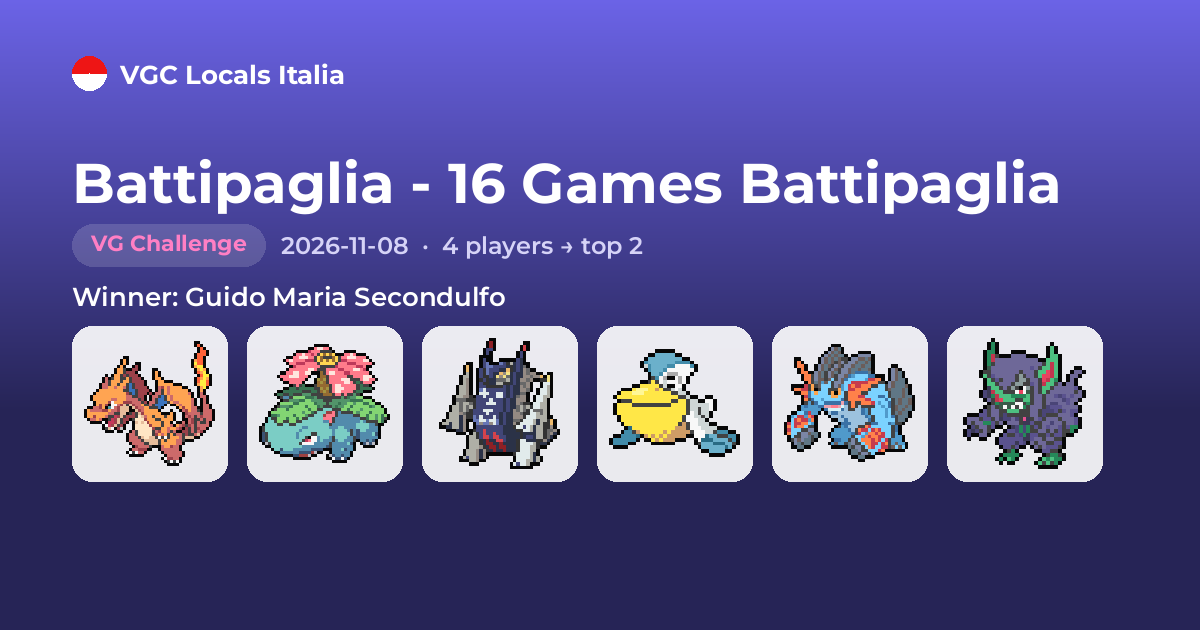 VGC Locals Italia
Battipaglia - 16 Games Battipaglia
VG Challenge 2026-11-08 · 4 players → top 2
Winner: Guido Maria Secondulfo